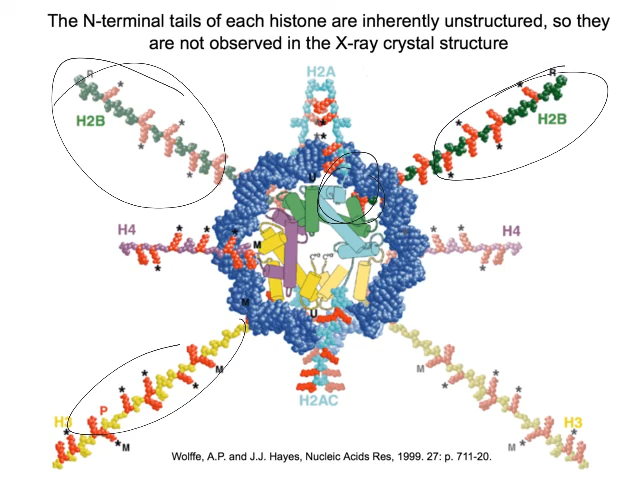 The N-terminal tails of each histone are inherently unstructured, so they
are not observed in the X-ray crystal structure
H2A
R
R
H2B
H2B
U
H4
H4
M
M
U
M
M
P
H2AC
H3
H3
M
M
Wolffe, A.P. and J.J. Hayes, Nucleic Acids Res, 1999. 27: p. 711-20.